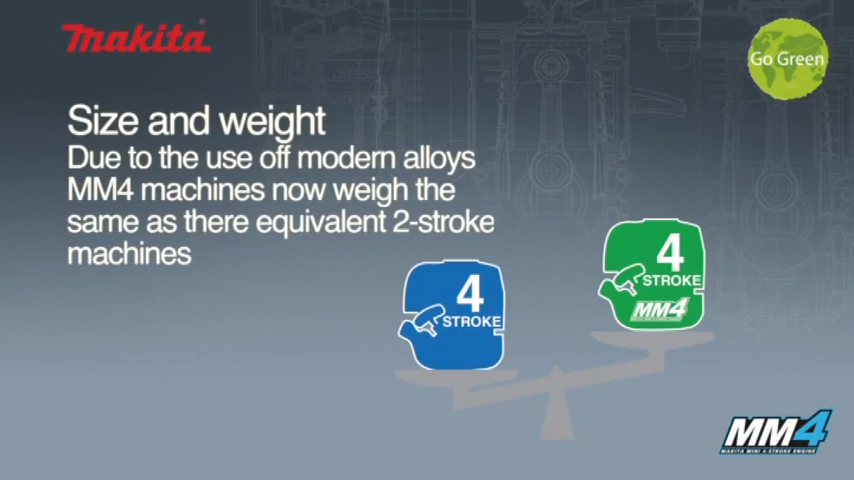 Makita
Go Green
Size and weight
Due to the use off modern alloys
MM4 machines now weigh the
same as there equivalent 2-stroke
machines
4
STROKE
MM4
4
STROKE
MM4
MAKITA MINI 4-STROKE ENGINE